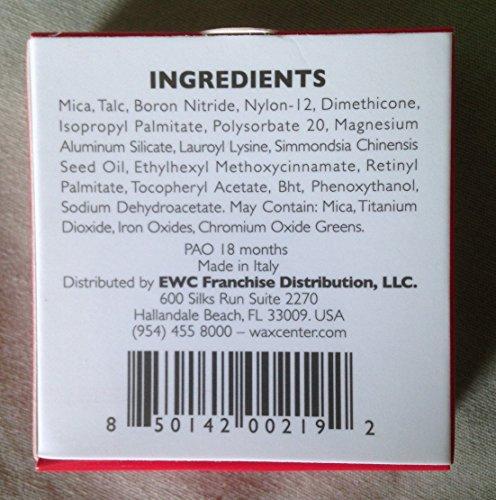 INGREDIENTS
Mica, Talc, Boron Nitride, Nylon-12, Dimethicone,
Isopropyl Palmitate, Polysorbate 20, Magnesium
Aluminum Silicate, Lauroyl Lysine, Simmondsia Chinensis
Seed Oil, Ethylhexyl Methoxycinnamate, Retinyl
Palmitate, Tocopheryl Acetate, Bht, Phenoxythanol,
Sodium Dehydroacetate. May Contain: Mica, Titanium
Dioxide, Iron Oxides, Chromium Oxide Greens.
PAO 18 months
Made in Italy
Distributed by EWC Franchise Distribution, LLC.
600 Silks Run Suite 2270
Hallandale Beach, FL 33009. USA
(954) 455 8000 – waxcenter.com
8 50142 00219 2